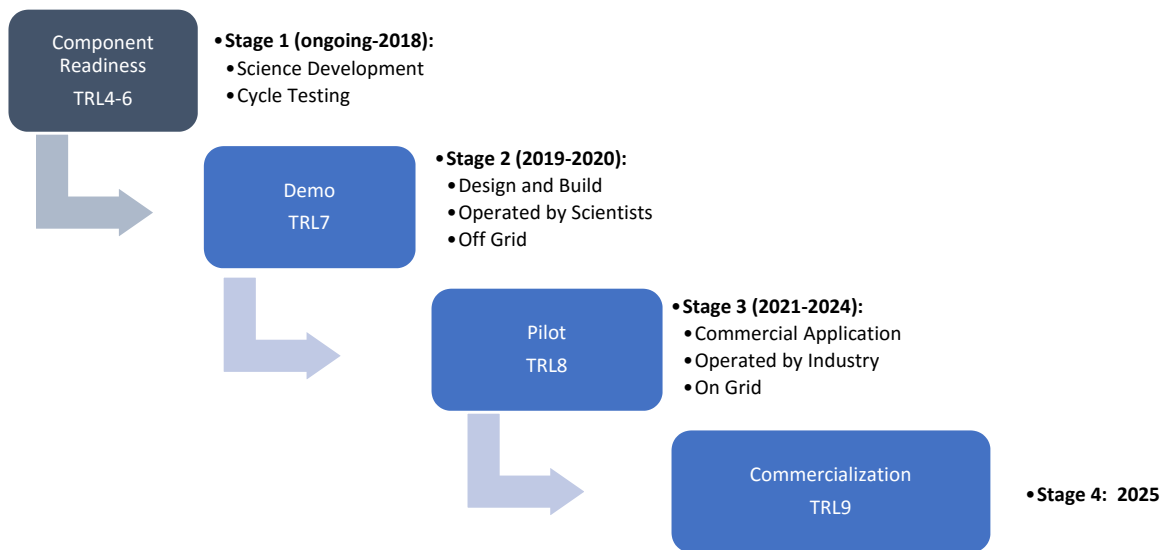 Component
Readiness
TRL4-6
•Stage 1 (ongoing-2018):
•Science Development
•Cycle Testing
Demo
TRL7
•Stage 2 (2019-2020):
•Design and Build
•Operated by Scientists
•Off Grid
Pilot
TRL8
•Stage 3 (2021-2024):
•Commercial Application
•Operated by Industry
•On Grid
Commercialization
TRL9
•Stage 4:  2025